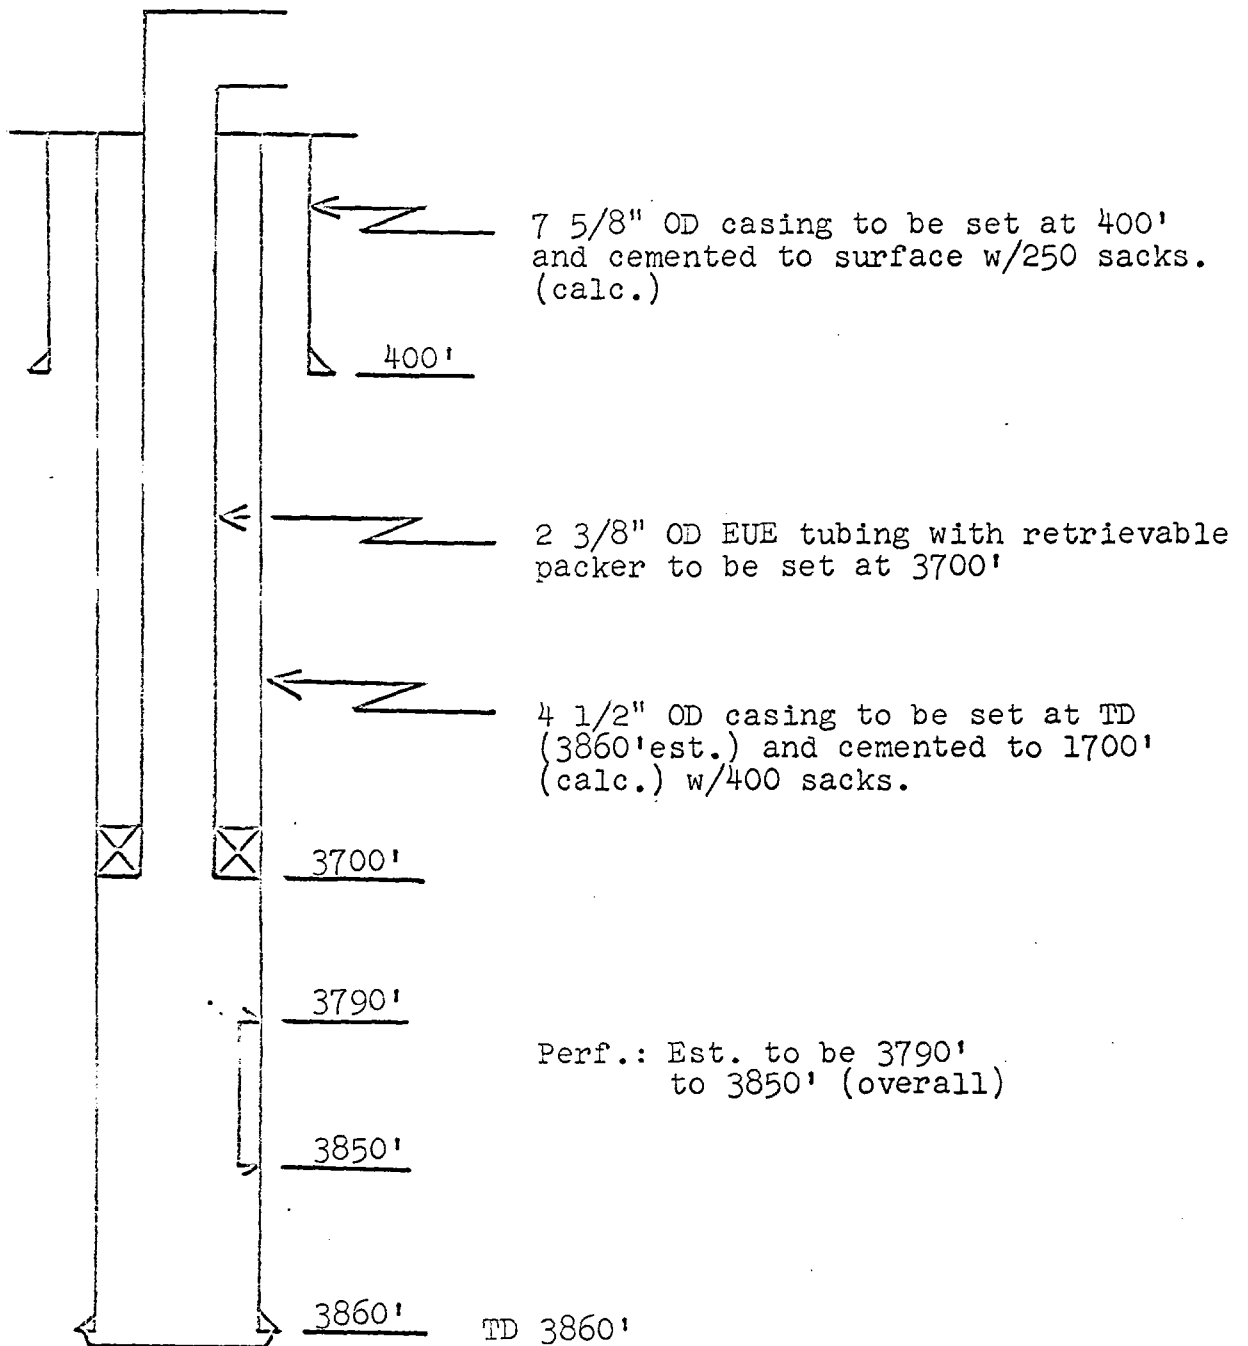 7 5/8" OD casing to be set at 400'
and cemented to surface w/250 sacks.
(calc.)
400'
2 3/8" OD EUE tubing with retrievable
packer to be set at 3700'
4 1/2" OD casing to be set at TD
(3860'est.) and cemented to 1700'
(calc.) w/400 sacks.
3700'
3790'
Perf.: Est. to be 3790'
to 3850' (overall)
3850'
3860' TD 3860'